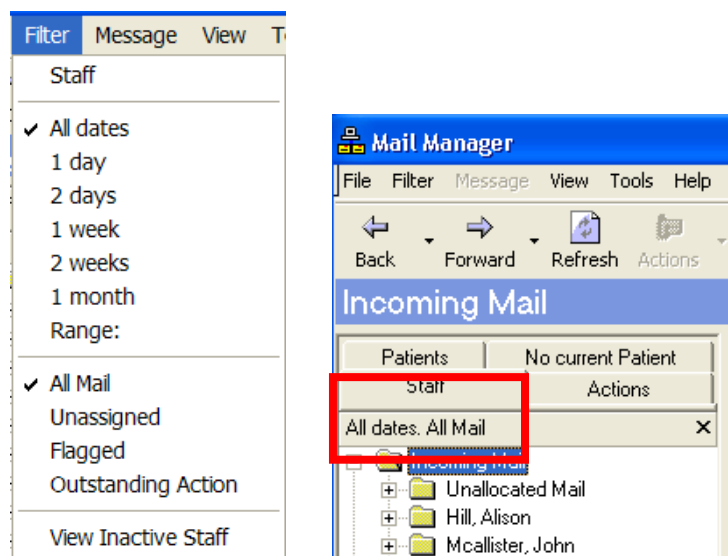 Filter Message View T
Staff
All dates
1 day
2 days
1 week
2 weeks
1 month
Range:
All Mail
Unassigned
Flagged
Outstanding Action
View Inactive Staff
Mail Manager
File Filter Message View Tools Help
Back Forward Refresh Actions
Incoming Mail
Patients No current Patient
Staff Actions
All dates. All Mail
Incoming Mail
Unallocated Mail
Hill, Alison
Mcallister, John